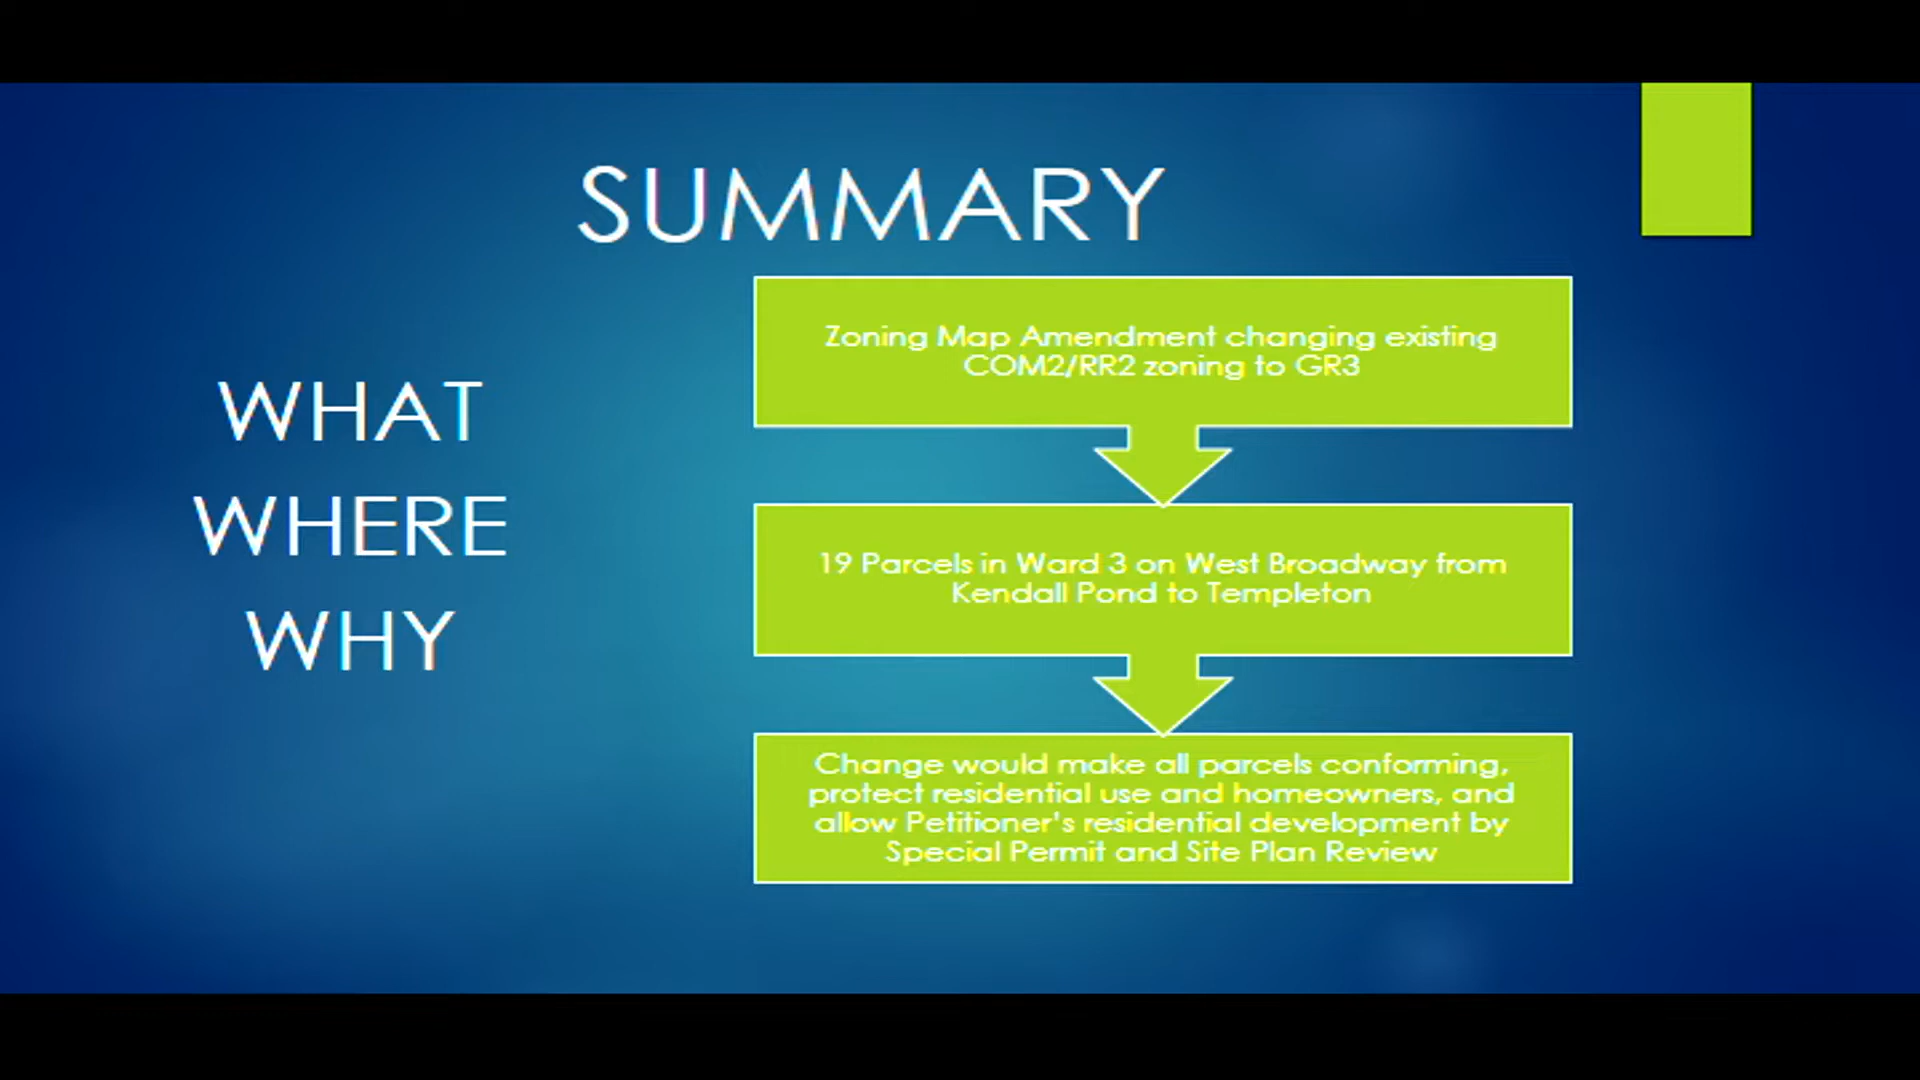 SUMMARY
WHAT
WHERE
WHY
Zoning Map Amendment changing existing
COM2/RR2 zoning to GR3
19 Parcels in Ward 3 on West Broadway from
Kendall Pond to Templeton
Change would make all parcels conforming,
protect residential use and homeowners, and
allow Petitioner's residential development by
Special Permit and Site Plan Review